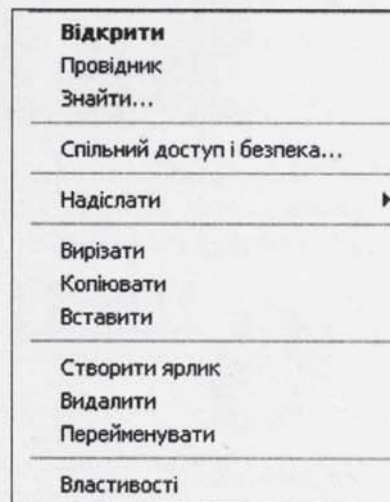 Відкрити
Провідник
Знайти...
Спільний доступ і безпека...
Надіслати
Вирізати
Копіювати
Вставити
Створити ярлик
Видалити
Перейменувати
Властивості